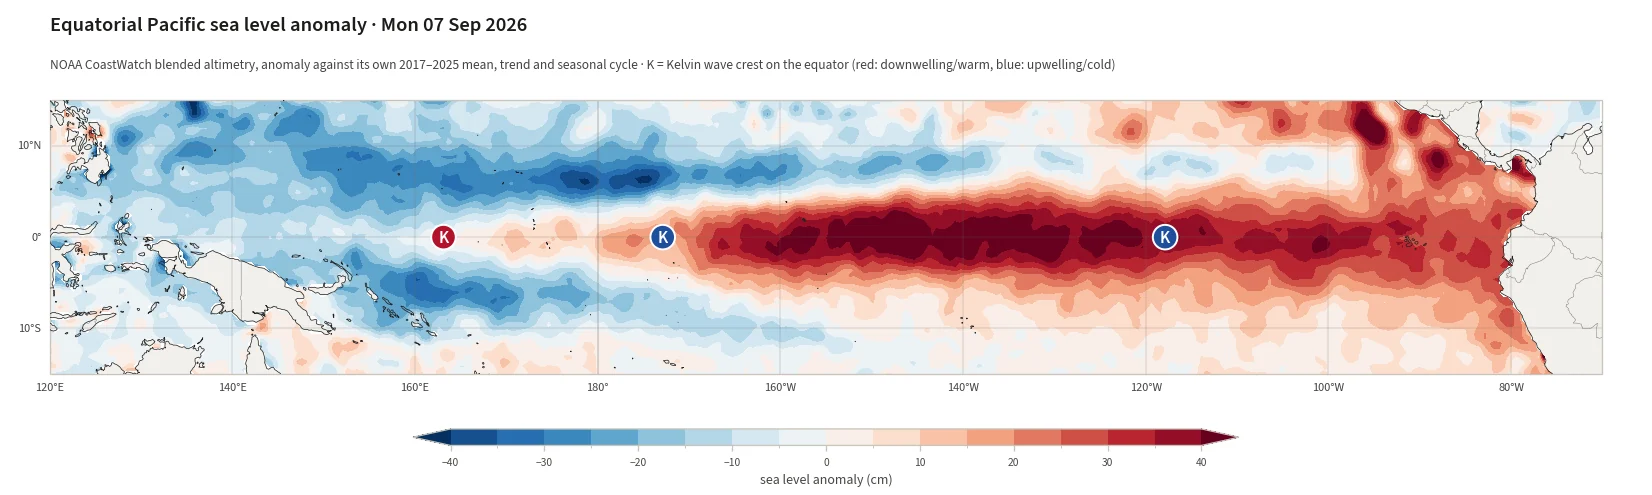 Equatorial Pacific sea level anomaly · Mon 07 Sep 2026
NOAA CoastWatch blended altimetry, anomaly against its own 2017–2025 mean, trend and seasonal cycle · K = Kelvin wave crest on the equator (red: downwelling/warm, blue: upwelling/cold)
10°N
0°
K K K
10°S
120°E 140°E 160°E 180° 160°W 140°W 120°W 100°W 80°W
−40 −30 −20 −10 0 10 20 30 40
sea level anomaly (cm)